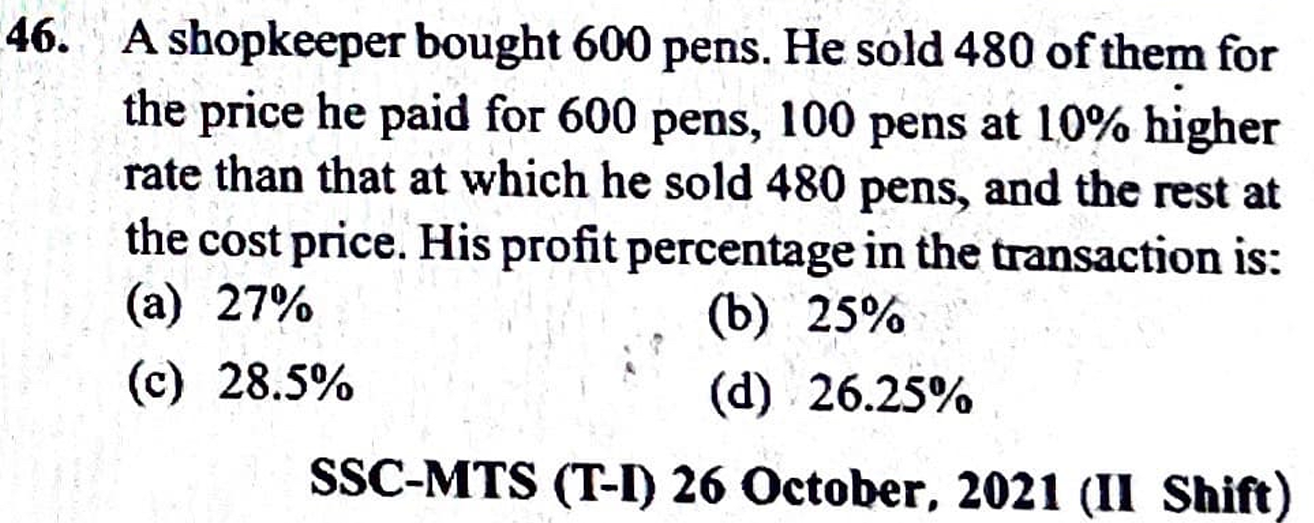 46. A shopkeeper bought 600 pens. He sold 480 of them for
the price he paid for 600 pens, 100 pens at 10% higher
rate than that at which he sold 480 pens, and the rest at
the cost price. His profit percentage in the transaction is:
(a) 27% (b) 25%
(c) 28.5% (d) 26.25%
SSC-MTS (T-I) 26 October, 2021 (II Shift)